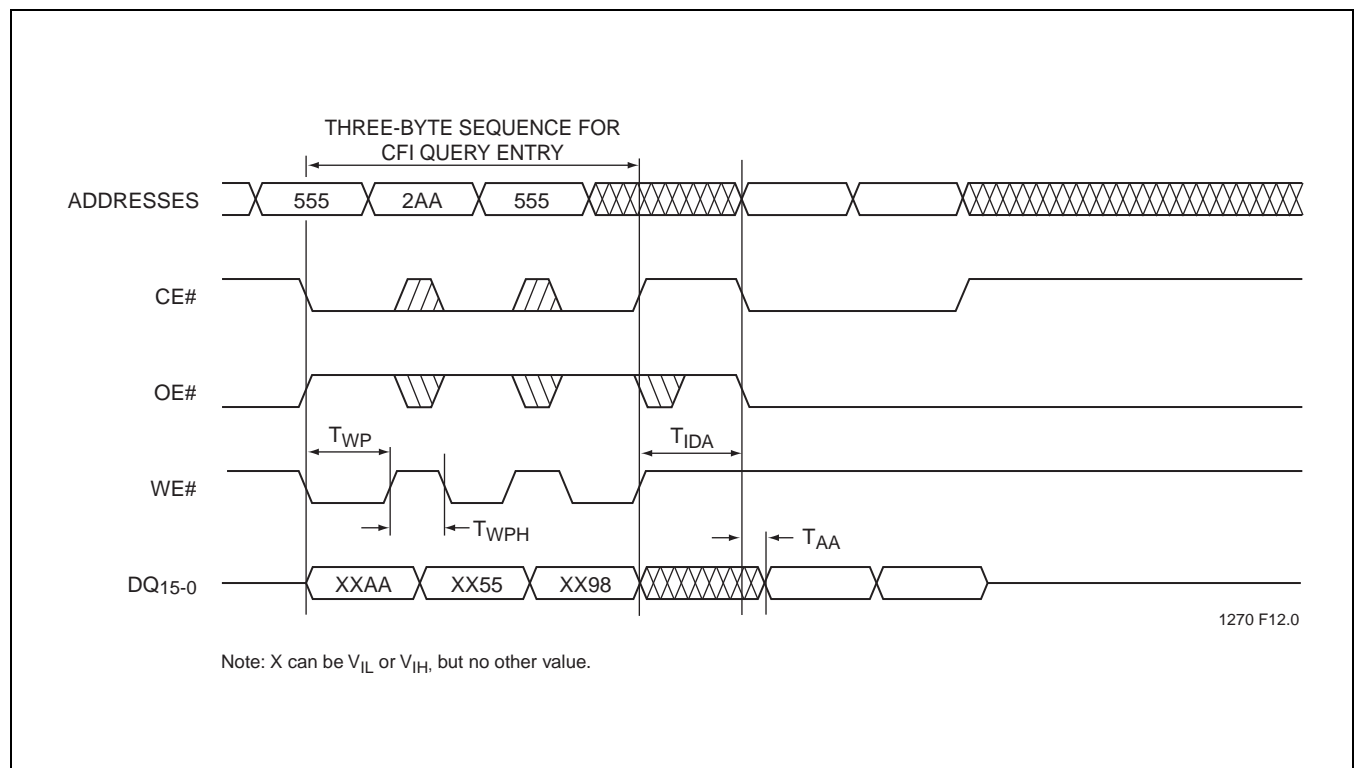 THREE-BYTE SEQUENCE FOR
CFI QUERY ENTRY
ADDRESSES
555
2AA
555
CE#
OE#
TWP
TIDA
WE#
TWPH
TAA
DQ15-0
XXAA
XX55
XX98
1270 F12.0
Note: X can be VIL or VIH, but no other value.